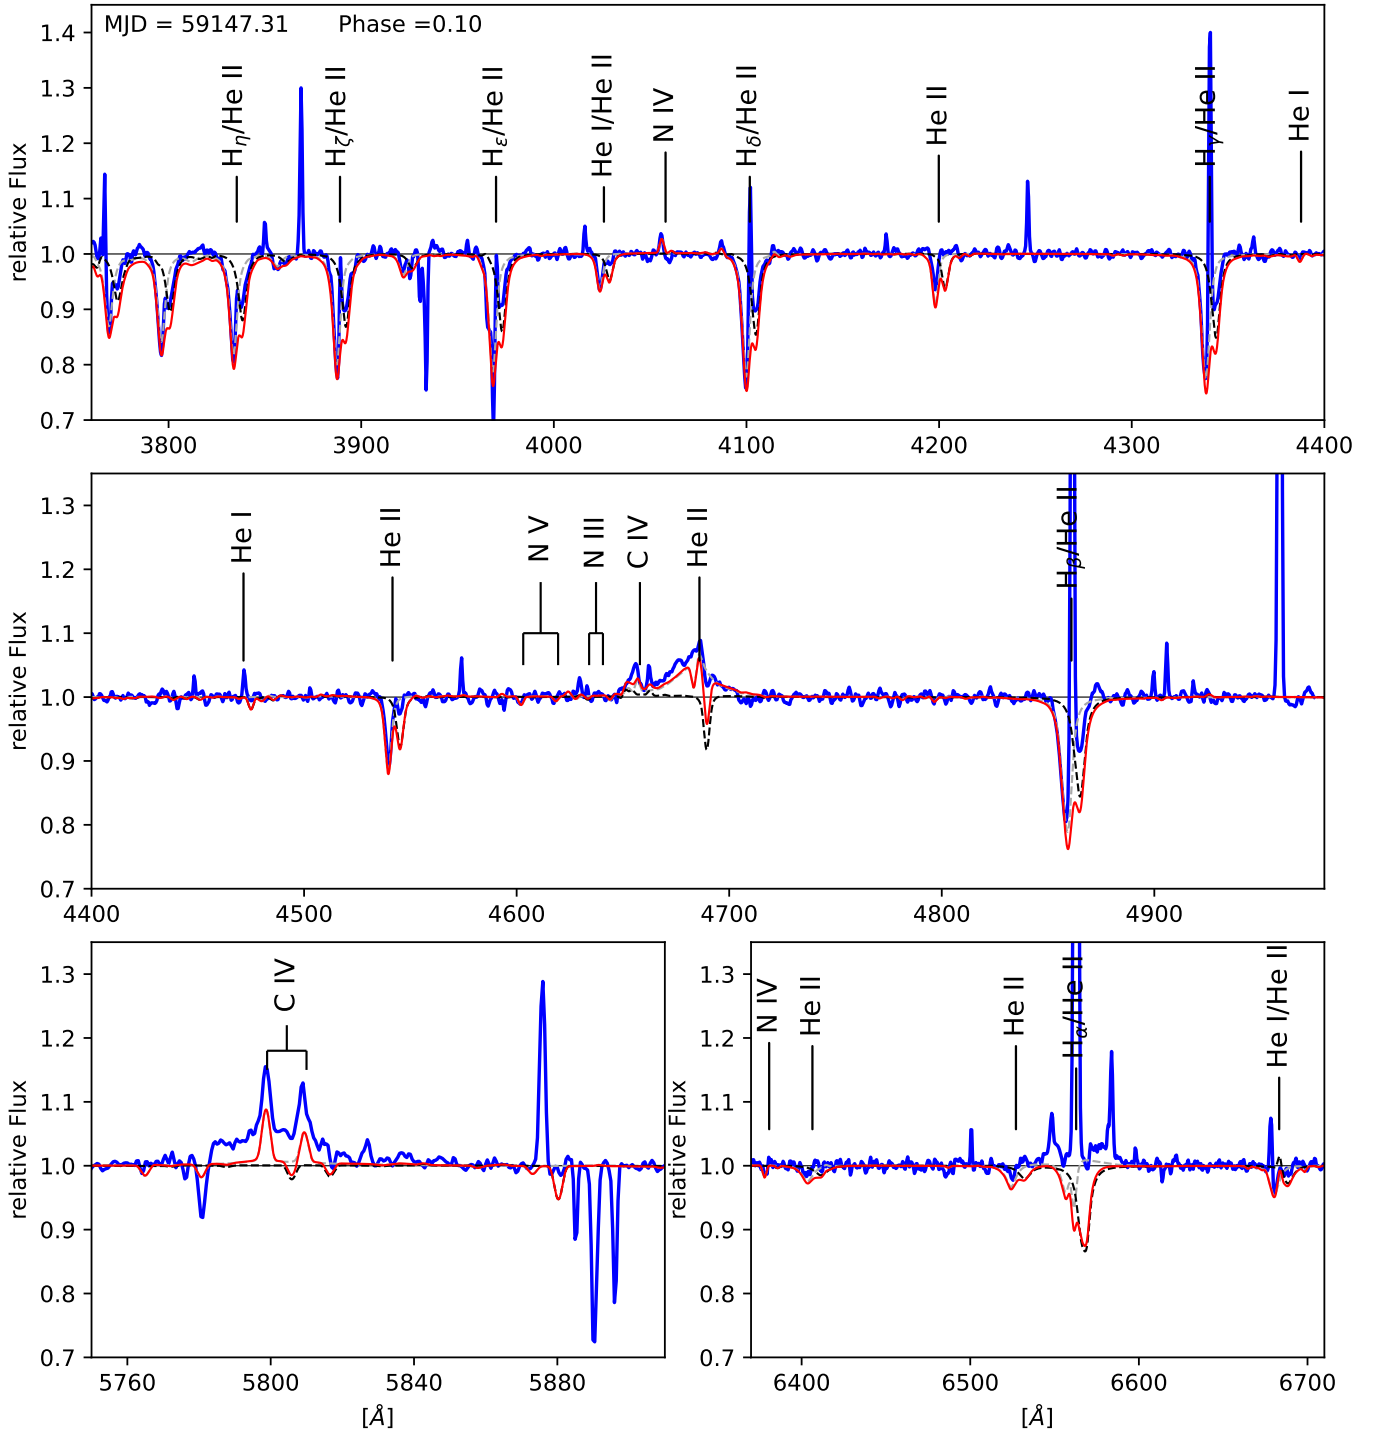 MJD = 59147.31 Phase =0.10
relative Flux
1.4
1.3
1.2
1.1
1.0
0.9
0.8
0.7
Hη/He II
Hζ/He II
Hε/He II
He I/He II
N IV
Hδ/He II
He II
Hγ/He II
He I
3800 3900 4000 4100 4200 4300 4400
relative Flux
1.3
1.2
1.1
1.0
0.9
0.8
0.7
He I
He II
N V
N III
C IV
He II
Hβ/He II
4400 4500 4600 4700 4800 4900
relative Flux
1.3
1.2
1.1
1.0
0.9
0.8
0.7
C IV
5760 5800 5840 5880
[Å]
relative Flux
1.3
1.2
1.1
1.0
0.9
0.8
0.7
N IV
He II
He II
Hα/He II
He I/He II
6400 6500 6600 6700
[Å]